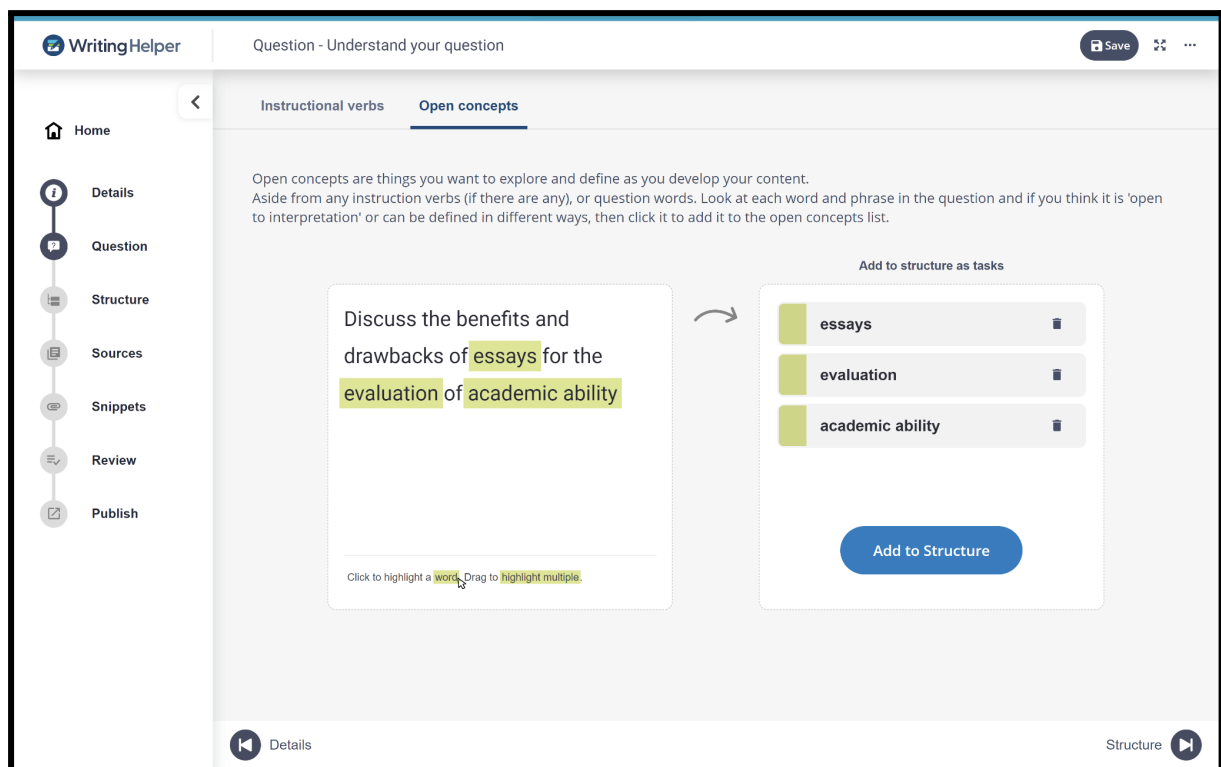 WritingHelper
Question - Understand your question
Save
Home
Details
Question
Structure
Sources
Snippets
Review
Publish
Instructional verbs
Open concepts
Open concepts are things you want to explore and define as you develop your content.
Aside from any instruction verbs (if there are any), or question words. Look at each word and phrase in the question and if you think it is 'open
to interpretation' or can be defined in different ways, then click it to add it to the open concepts list.
Discuss the benefits and
drawbacks of essays for the
evaluation of academic ability
Click to highlight a word. Drag to highlight multiple.
Add to structure as tasks
essays
evaluation
academic ability
Add to Structure
Details
Structure